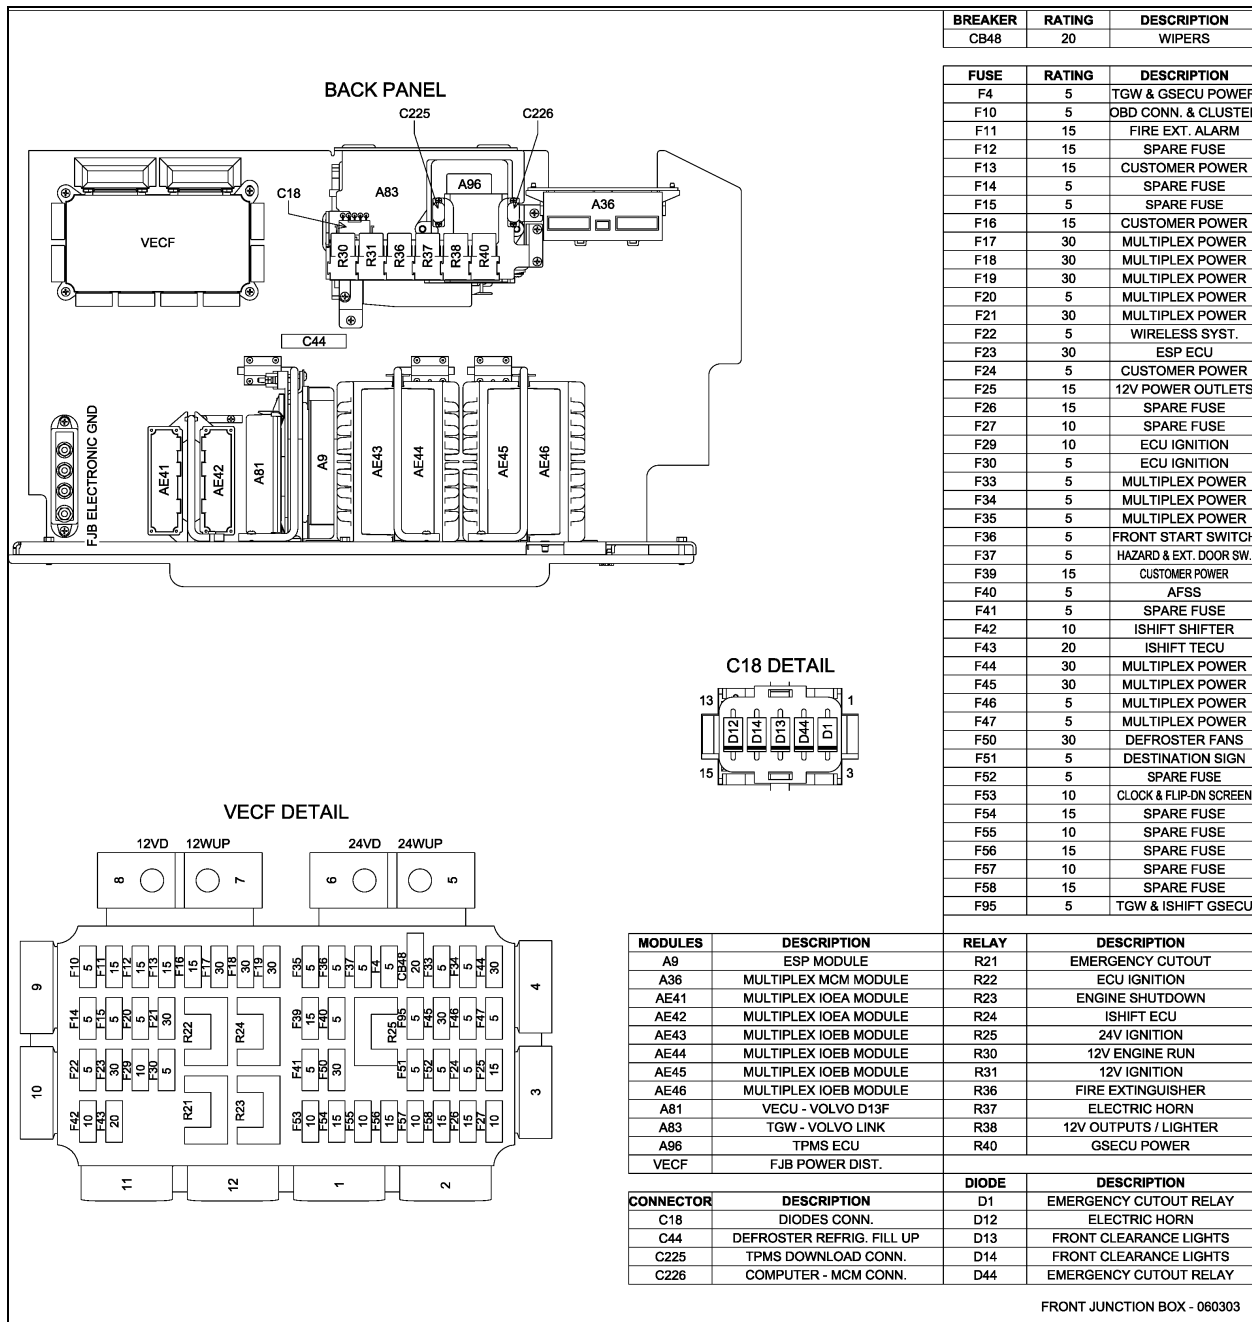 BREAKER RATING DESCRIPTION
CB48 20 WIPERS
FUSE RATING DESCRIPTION
F4 5 TGW & GSECU POWER
F10 5 OBD CONN. & CLUSTER
F11 15 FIRE EXT. ALARM
F12 15 SPARE FUSE
F13 15 CUSTOMER POWER
F14 5 SPARE FUSE
F15 5 SPARE FUSE
F16 15 CUSTOMER POWER
F17 30 MULTIPLEX POWER
F18 30 MULTIPLEX POWER
F19 30 MULTIPLEX POWER
F20 5 MULTIPLEX POWER
F21 30 MULTIPLEX POWER
F22 5 WIRELESS SYST.
F23 30 ESP ECU
F24 5 CUSTOMER POWER
F25 15 12V POWER OUTLETS
F26 15 SPARE FUSE
F27 10 SPARE FUSE
F29 10 ECU IGNITION
F30 5 ECU IGNITION
F33 5 MULTIPLEX POWER
F34 5 MULTIPLEX POWER
F35 5 MULTIPLEX POWER
F36 5 FRONT START SWITCH
F37 5 HAZARD & EXT. DOOR SW.
F39 15 CUSTOMER POWER
F40 5 AFSS
F41 5 SPARE FUSE
F42 10 ISHIFT SHIFTER
F43 20 ISHIFT TECU
F44 30 MULTIPLEX POWER
F45 30 MULTIPLEX POWER
F46 5 MULTIPLEX POWER
F47 5 MULTIPLEX POWER
F50 30 DEFROSTER FANS
F51 5 DESTINATION SIGN
F52 5 SPARE FUSE
F53 10 CLOCK & FLIP-DN SCREEN
F54 15 SPARE FUSE
F55 10 SPARE FUSE
F56 15 SPARE FUSE
F57 10 SPARE FUSE
F58 15 SPARE FUSE
F95 5 TGW & ISHIFT GSECU
BACK PANEL
C225 C226
C18 A83 A96 A36
VECF
R30 R31 R36 R37 R38 R40
C44
FJB ELECTRONIC GND
AE41 AE42 A81 A9 AE43 AE44 AE45 AE46
C18 DETAIL
13 1
D12 D14 D13 D44 D1
15 3
VECF DETAIL
12VD 12WUP 24VD 24WUP
8 7 6 5
9
F10 5 F11 15 F12 15 F13 15 F16 15 F17 30 F18 30 F19 30 F35 5 F36 5 F37 5 F4 5 CB48 20 F33 5 F34 5 F44 30
4
F14 5 F15 5 F20 5 F21 30 R22 R24 F39 15 F40 5 R25 F95 5 F45 30 F46 5 F47 5
10
F22 5 F23 30 F29 10 F30 5 F41 5 F50 30 F51 5 F52 5 F24 5 F25 15
3
F42 10 F43 20 R21 R23 F53 10 F54 15 F55 10 F56 15 F57 10 F58 15 F26 15 F27 10
11 12 1 2
MODULES DESCRIPTION
A9 ESP MODULE
A36 MULTIPLEX MCM MODULE
AE41 MULTIPLEX IOEA MODULE
AE42 MULTIPLEX IOEA MODULE
AE43 MULTIPLEX IOEB MODULE
AE44 MULTIPLEX IOEB MODULE
AE45 MULTIPLEX IOEB MODULE
AE46 MULTIPLEX IOEB MODULE
A81 VECU - VOLVO D13F
A83 TGW - VOLVO LINK
A96 TPMS ECU
VECF FJB POWER DIST.
RELAY DESCRIPTION
R21 EMERGENCY CUTOUT
R22 ECU IGNITION
R23 ENGINE SHUTDOWN
R24 ISHIFT ECU
R25 24V IGNITION
R30 12V ENGINE RUN
R31 12V IGNITION
R36 FIRE EXTINGUISHER
R37 ELECTRIC HORN
R38 12V OUTPUTS / LIGHTER
R40 GSECU POWER
CONNECTOR DESCRIPTION
C18 DIODES CONN.
C44 DEFROSTER REFRIG. FILL UP
C225 TPMS DOWNLOAD CONN.
C226 COMPUTER - MCM CONN.
DIODE DESCRIPTION
D1 EMERGENCY CUTOUT RELAY
D12 ELECTRIC HORN
D13 FRONT CLEARANCE LIGHTS
D14 FRONT CLEARANCE LIGHTS
D44 EMERGENCY CUTOUT RELAY
FRONT JUNCTION BOX - 060303